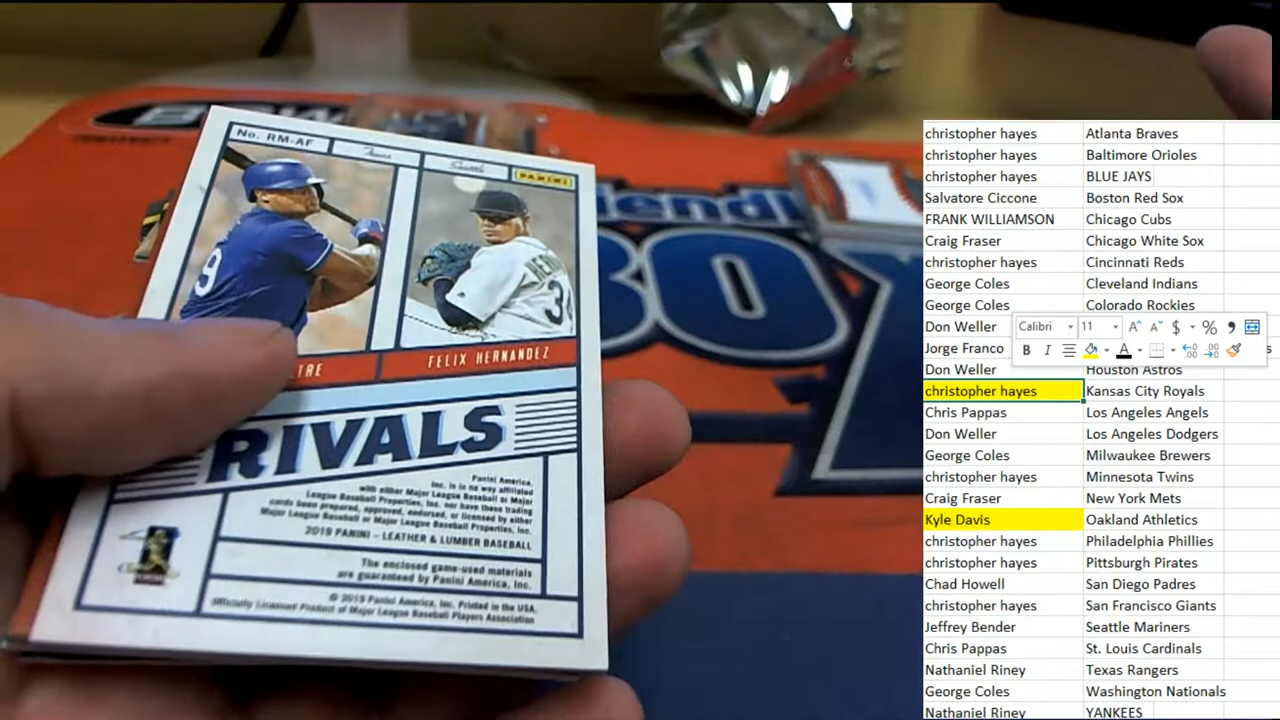 No. RM-AF
Texas
Seattle
PANINI
9
HERN
34
TRE
FELIX HERNANDEZ
RIVALS
Panini America,
Inc. is in no way affiliated
with either Major League Baseball or Major
League Baseball Properties, Inc. nor have these trading
cards been prepared, approved, endorsed, or licensed by either
Major League Baseball or Major League Baseball Properties, Inc.
2019 PANINI – LEATHER & LUMBER BASEBALL
The enclosed game-used materials
are guaranteed by Panini America, Inc.
© 2019 Panini America, Inc. Printed in the USA.
Officially Licensed Product of Major League Baseball Players Association
christopher hayes Atlanta Braves
christopher hayes Baltimore Orioles
christopher hayes BLUE JAYS
Salvatore Ciccone Boston Red Sox
FRANK WILLIAMSON Chicago Cubs
Craig Fraser Chicago White Sox
christopher hayes Cincinnati Reds
George Coles Cleveland Indians
George Coles Colorado Rockies
Don Weller
Calibri 11 A A $ % 9
Jorge Franco s
B I A
Don Weller Houston Astros
christopher hayes Kansas City Royals
Chris Pappas Los Angeles Angels
Don Weller Los Angeles Dodgers
George Coles Milwaukee Brewers
christopher hayes Minnesota Twins
Craig Fraser New York Mets
Kyle Davis Oakland Athletics
christopher hayes Philadelphia Phillies
christopher hayes Pittsburgh Pirates
Chad Howell San Diego Padres
christopher hayes San Francisco Giants
Jeffrey Bender Seattle Mariners
Chris Pappas St. Louis Cardinals
Nathaniel Riney Texas Rangers
George Coles Washington Nationals
Nathaniel Riney YANKEES